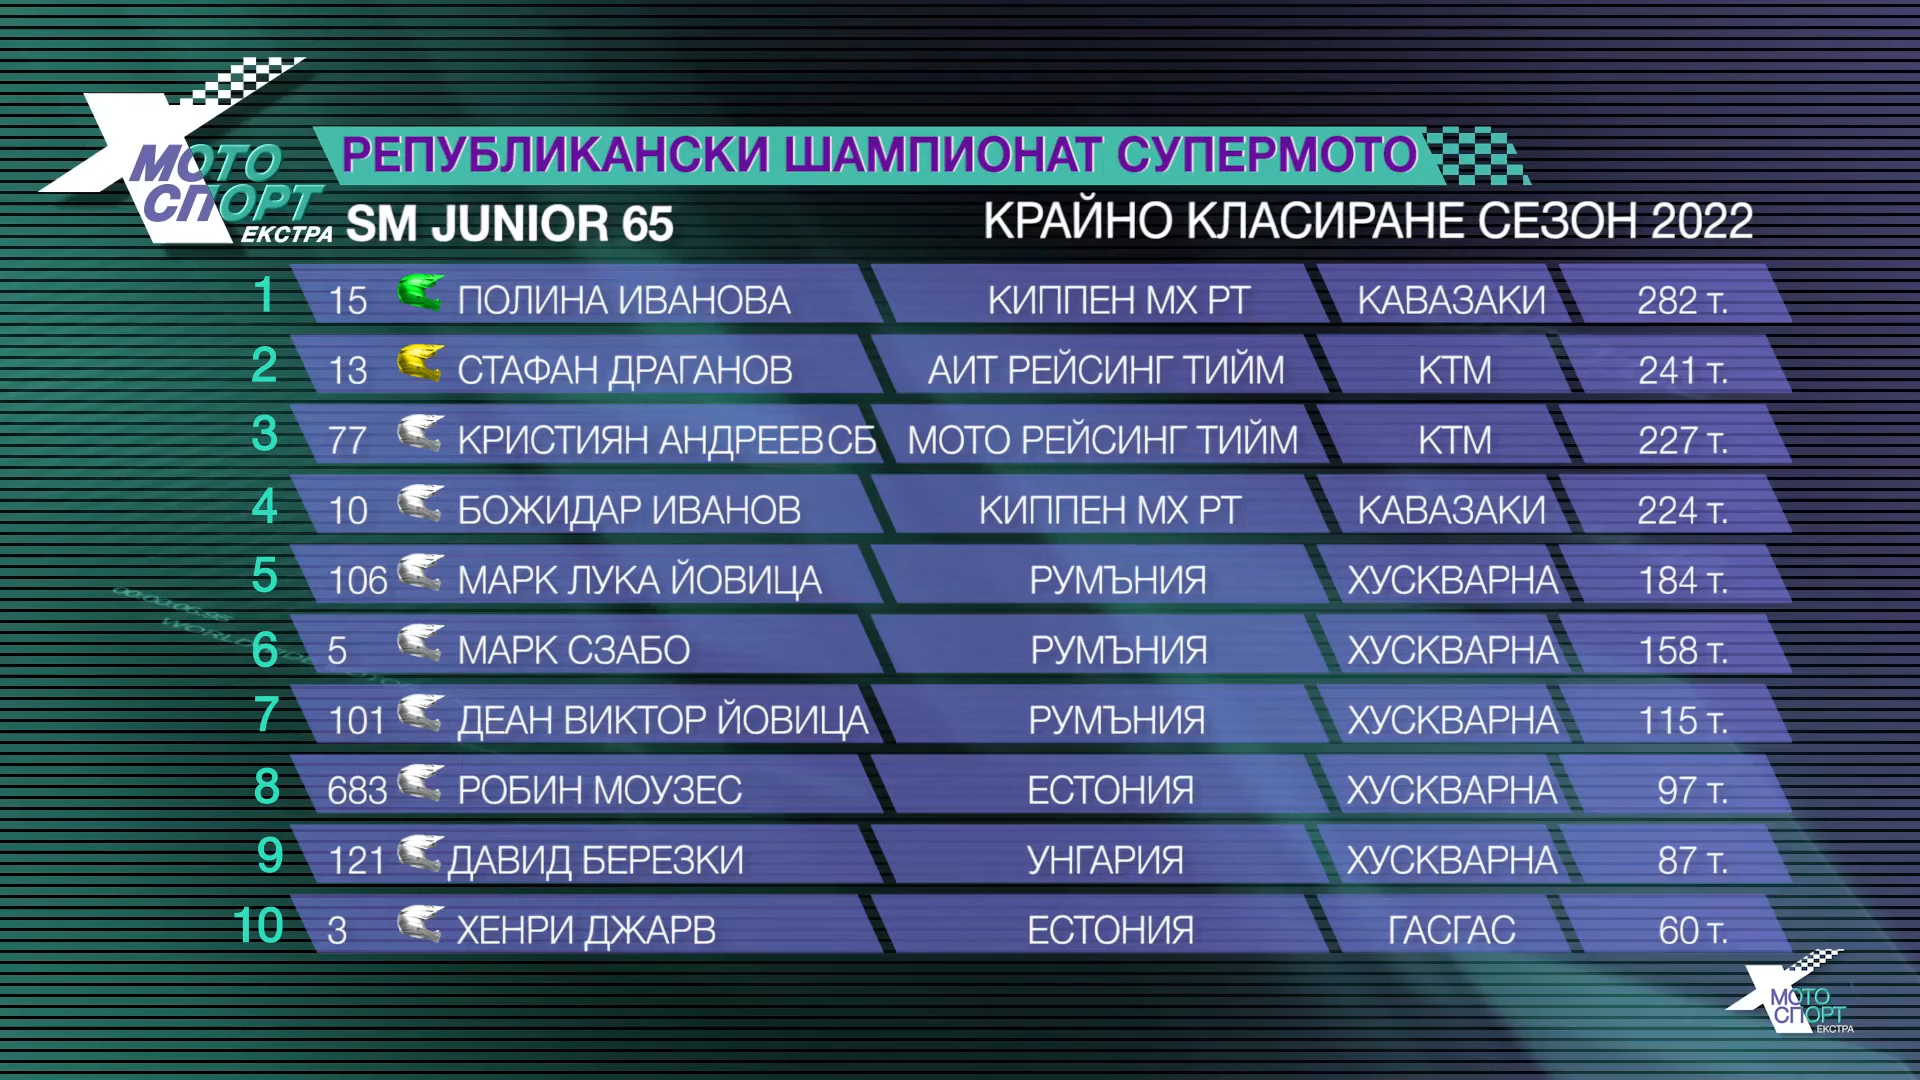 МОТО
СПОРТ
ЕКСТРА
РЕПУБЛИКАНСКИ ШАМПИОНАТ СУПЕРМОТО
SM JUNIOR 65 КРАЙНО КЛАСИРАНЕ СЕЗОН 2022
1 15 ПОЛИНА ИВАНОВА КИППЕН МХ РТ КАВАЗАКИ 282 т.
2 13 СТАФАН ДРАГАНОВ АИТ РЕЙСИНГ ТИЙМ КТМ 241 т.
3 77 КРИСТИЯН АНДРЕЕВ СБ МОТО РЕЙСИНГ ТИЙМ КТМ 227 т.
4 10 БОЖИДАР ИВАНОВ КИППЕН МХ РТ КАВАЗАКИ 224 т.
5 106 МАРК ЛУКА ЙОВИЦА РУМЪНИЯ ХУСКВАРНА 184 т.
6 5 МАРК СЗАБО РУМЪНИЯ ХУСКВАРНА 158 т.
7 101 ДЕАН ВИКТОР ЙОВИЦА РУМЪНИЯ ХУСКВАРНА 115 т.
8 683 РОБИН МОУЗЕС ЕСТОНИЯ ХУСКВАРНА 97 т.
9 121 ДАВИД БЕРЕЗКИ УНГАРИЯ ХУСКВАРНА 87 т.
10 3 ХЕНРИ ДЖАРВ ЕСТОНИЯ ГАСГАС 60 т.
МОТО
СПОРТ
ЕКСТРА